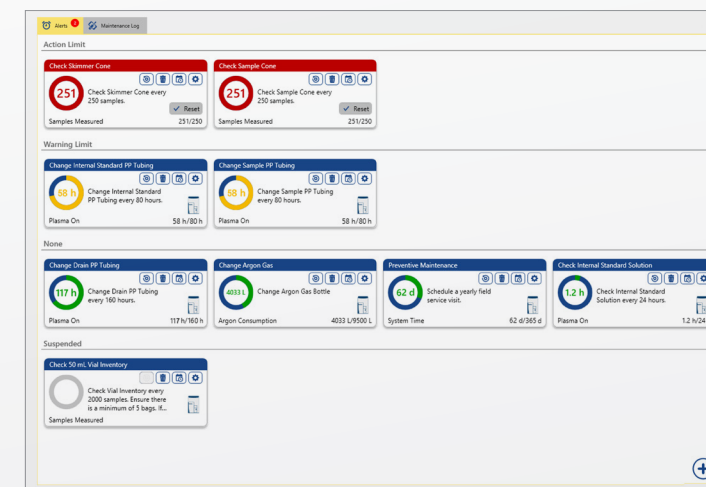 Alerts 2 Maintenance Log
Action Limit
Check Skimmer Cone
251
Check Skimmer Cone every
250 samples.
Reset
Samples Measured 251/250
Check Sample Cone
251
Check Sample Cone every
250 samples.
Reset
Samples Measured 251/250
Warning Limit
Change Internal Standard PP Tubing
58 h
Change Internal Standard
PP Tubing every 80 hours.
Plasma On 58 h/80 h
Change Sample PP Tubing
58 h
Change Sample PP Tubing
every 80 hours.
Plasma On 58 h/80 h
None
Change Drain PP Tubing
117 h
Change Drain PP Tubing
every 160 hours.
Plasma On 117 h/160 h
Change Argon Gas
4033 L
Change Argon Gas Bottle
Argon Consumption 4033 L/9500 L
Preventive Maintenance
62 d
Schedule a yearly field
service visit.
System Time 62 d/365 d
Check Internal Standard Solution
1.2 h
Check Internal Standard
Solution every 24 hours.
Plasma On 1.2 h/24
Suspended
Check 50 mL Vial Inventory
Check Vial Inventory every
2000 samples. Ensure there
is a minimum of 5 bags. If...
Samples Measured